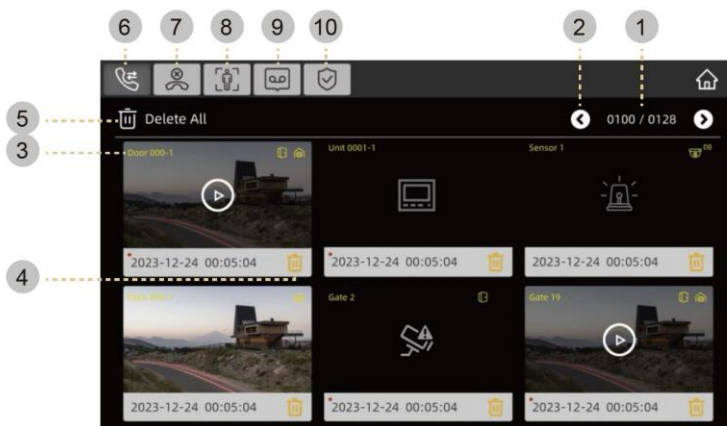 6 7 8 9 10 2 1
5 Delete All 0100 / 0128
3 Door 000-1 Unit 0001-1 Sensor 1 08
2023-12-24 00:05:04 2023-12-24 00:05:04 2023-12-24 00:05:04
4
Gate 2 Gate 19
2023-12-24 00:05:04 2023-12-24 00:05:04 2023-12-24 00:05:04